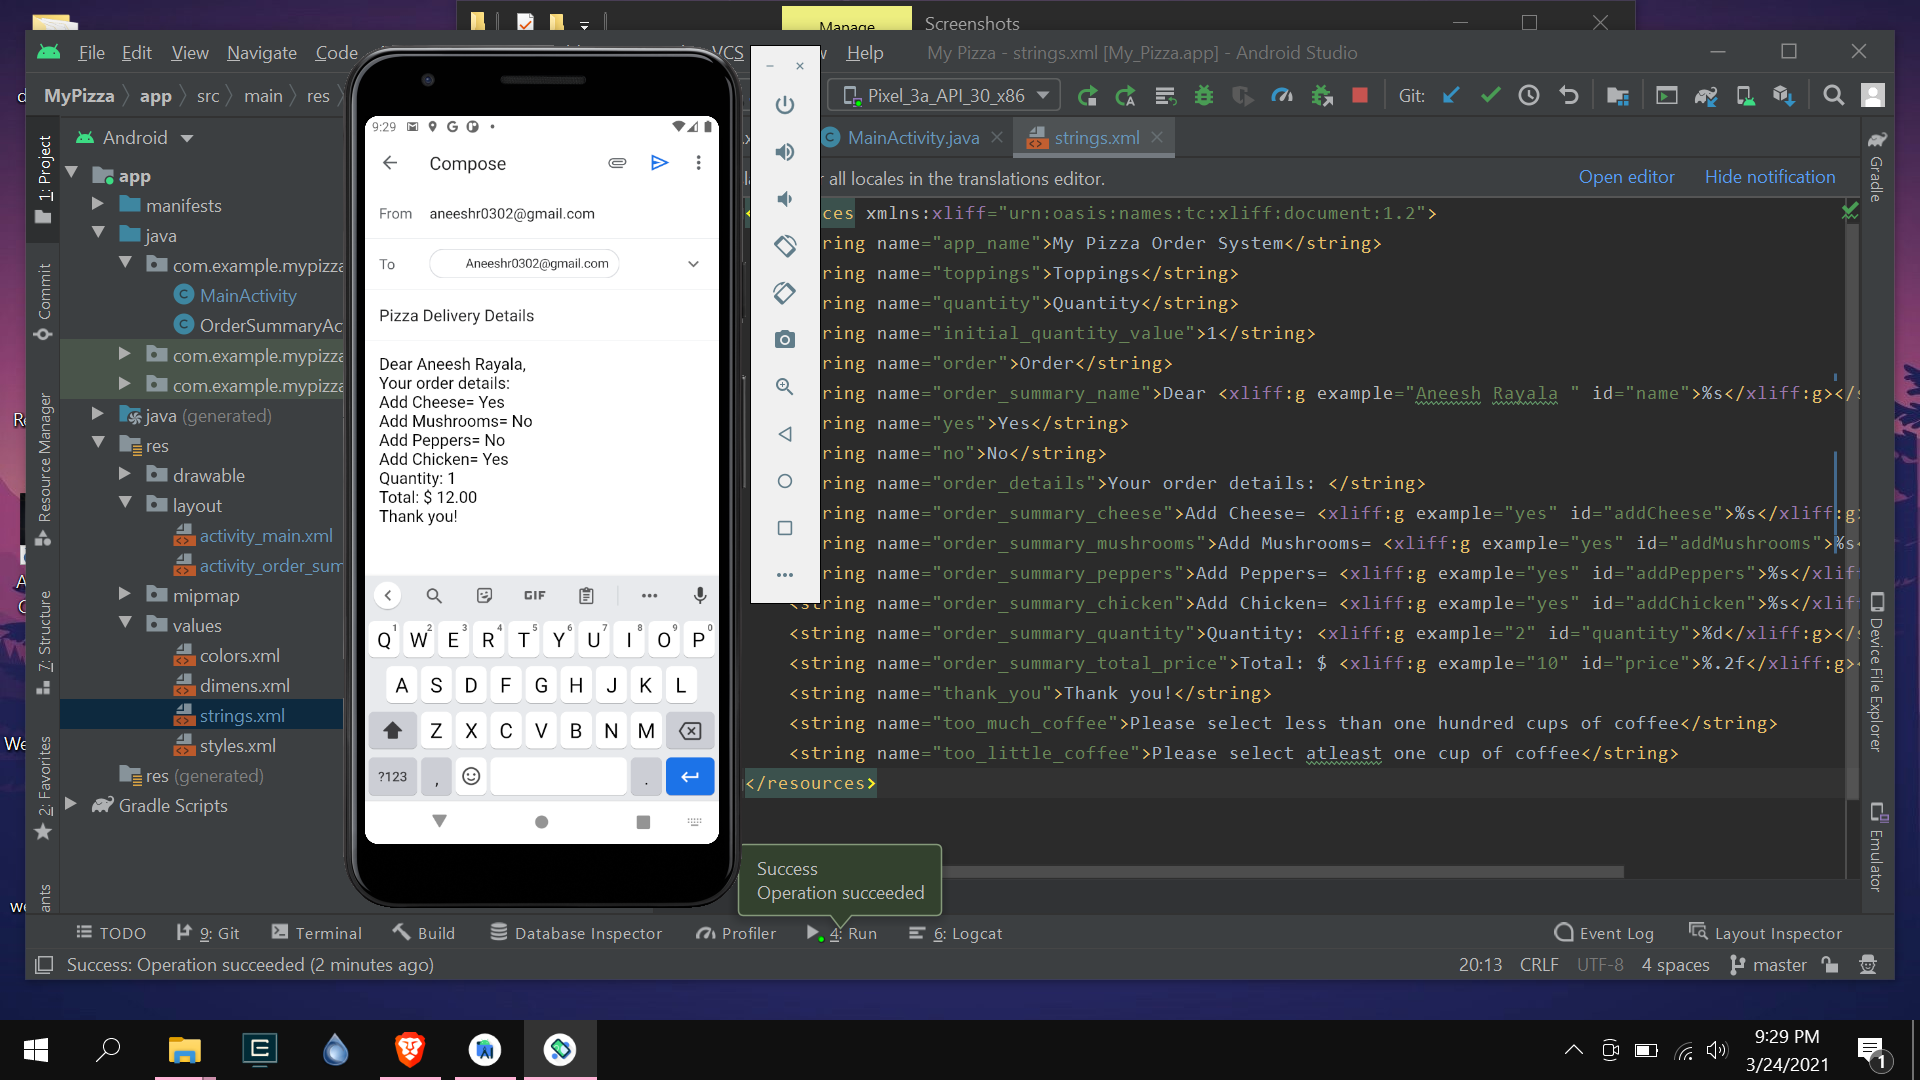 Manage
Screenshots
File Edit View Navigate Code VCS Help My Pizza - strings.xml [My_Pizza.app] - Android Studio
MyPizza app src main res
Pixel_3a_API_30_x86 Git:
Android
MainActivity.java strings.xml
all locales in the translations editor. Open editor Hide notification
1: Project
Commit
Resource Manager
7: Structure
2: Favorites
app
manifests
java
com.example.mypizza
MainActivity
OrderSummaryAc
com.example.mypizza
com.example.mypizza
java (generated)
res
drawable
layout
activity_main.xml
activity_order_sum
mipmap
values
colors.xml
dimens.xml
strings.xml
styles.xml
res (generated)
Gradle Scripts
9:29
Compose
From aneeshr0302@gmail.com
To Aneeshr0302@gmail.com
Pizza Delivery Details
Dear Aneesh Rayala,
Your order details:
Add Cheese= Yes
Add Mushrooms= No
Add Peppers= No
Add Chicken= Yes
Quantity: 1
Total: $ 12.00
Thank you!
GIF
Q1 W2 E3 R4 T5 Y6 U7 I8 O9 P0
A S D F G H J K L
Z X C V B N M
?123 , .
ces xmlns:xliff="urn:oasis:names:tc:xliff:document:1.2">
ring name="app_name">My Pizza Order System</string>
ring name="toppings">Toppings</string>
ring name="quantity">Quantity</string>
ring name="initial_quantity_value">1</string>
ring name="order">Order</string>
ring name="order_summary_name">Dear <xliff:g example="Aneesh Rayala " id="name">%s</xliff:g></s
ring name="yes">Yes</string>
ring name="no">No</string>
ring name="order_details">Your order details: </string>
ring name="order_summary_cheese">Add Cheese= <xliff:g example="yes" id="addCheese">%s</xliff:g>
ring name="order_summary_mushrooms">Add Mushrooms= <xliff:g example="yes" id="addMushrooms">%s<
ring name="order_summary_peppers">Add Peppers= <xliff:g example="yes" id="addPeppers">%s</xlif
<string name="order_summary_chicken">Add Chicken= <xliff:g example="yes" id="addChicken">%s</xlif
<string name="order_summary_quantity">Quantity: <xliff:g example="2" id="quantity">%d</xliff:g></s
<string name="order_summary_total_price">Total: $ <xliff:g example="10" id="price">%.2f</xliff:g><
<string name="thank_you">Thank you!</string>
<string name="too_much_coffee">Please select less than one hundred cups of coffee</string>
<string name="too_little_coffee">Please select atleast one cup of coffee</string>
</resources>
Gradle
Device File Explorer
Emulator
Success
Operation succeeded
TODO 9: Git Terminal Build Database Inspector Profiler 4: Run 6: Logcat Event Log Layout Inspector
Success: Operation succeeded (2 minutes ago) 20:13 CRLF UTF-8 4 spaces master
9:29 PM
3/24/2021
1